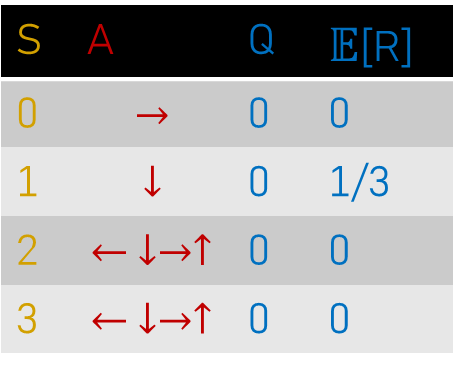 S A Q 𝔼[R]
0 → 0 0
1 ↓ 0 1/3
2 ← ↓→↑ 0 0
3 ← ↓→↑ 0 0